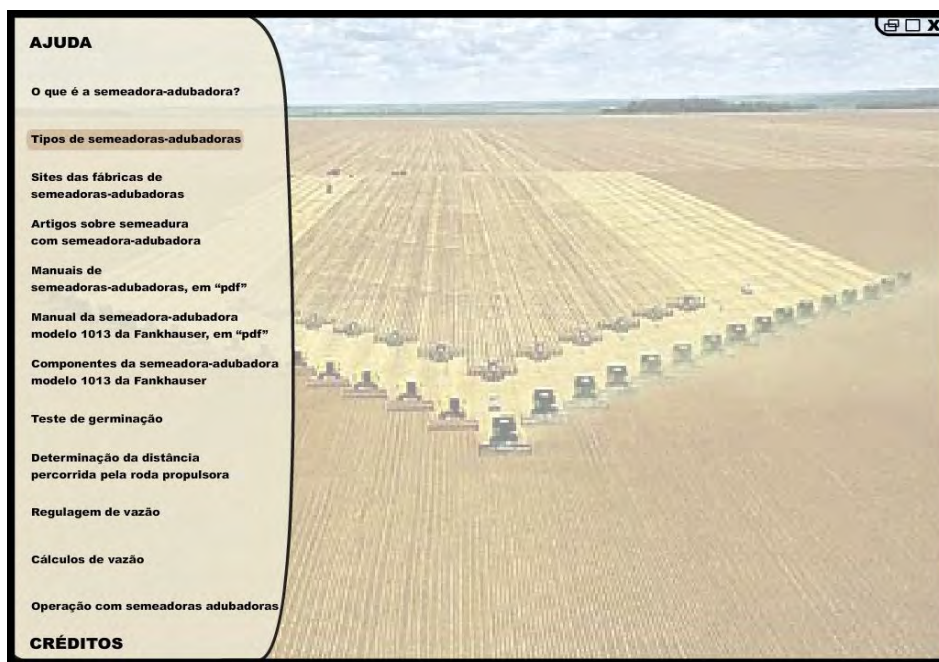 AJUDA
O que é a semeadora-adubadora?
Tipos de semeadoras-adubadoras
Sites das fábricas de
semeadoras-adubadoras
Artigos sobre semeadura
com semeadora-adubadora
Manuais de
semeadoras-adubadoras, em “pdf”
Manual da semeadora-adubadora
modelo 1013 da Fankhauser, em “pdf”
Componentes da semeadora-adubadora
modelo 1013 da Fankhauser
Teste de germinação
Determinação da distância
percorrida pela roda propulsora
Regulagem de vazão
Cálculos de vazão
Operação com semeadoras adubadoras
CRÉDITOS